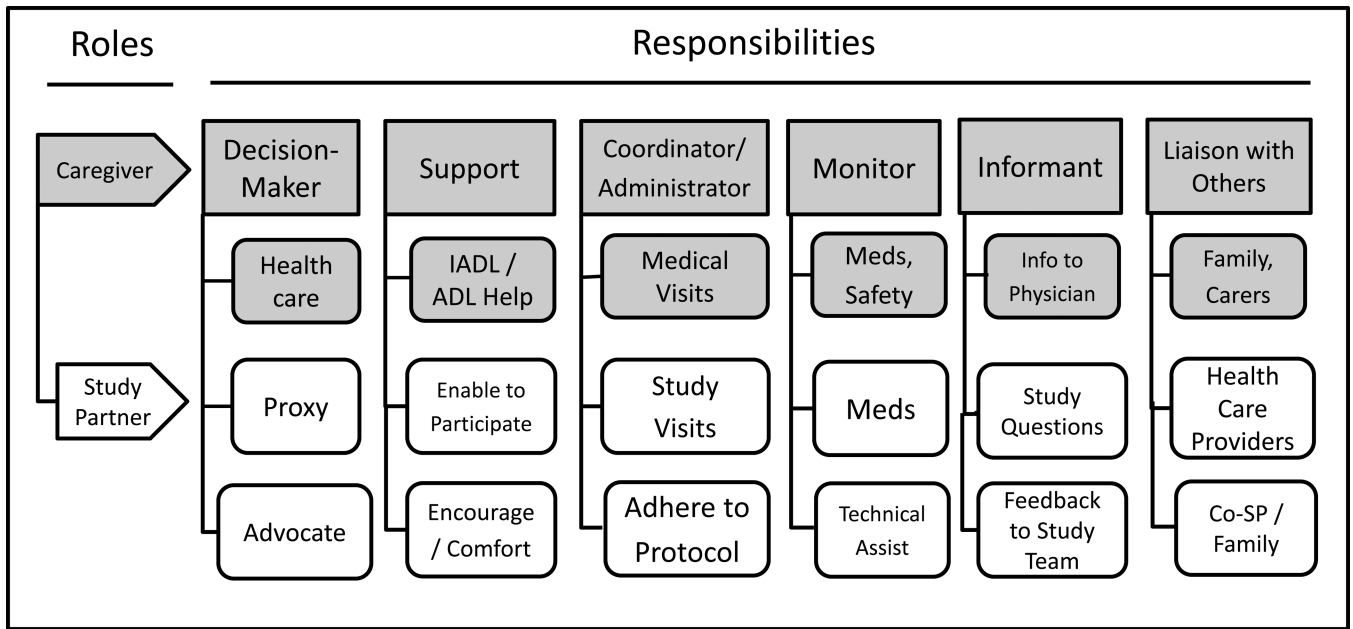 Roles
Responsibilities
Caregiver
Decision-
Maker
Support
Coordinator/
Administrator
Monitor
Informant
Liaison with
Others
Health
care
IADL /
ADL Help
Medical
Visits
Meds,
Safety
Info to
Physician
Family,
Carers
Study
Partner
Proxy
Enable to
Participate
Study
Visits
Meds
Study
Questions
Health
Care
Providers
Advocate
Encourage
/ Comfort
Adhere to
Protocol
Technical
Assist
Feedback
to Study
Team
Co-SP /
Family